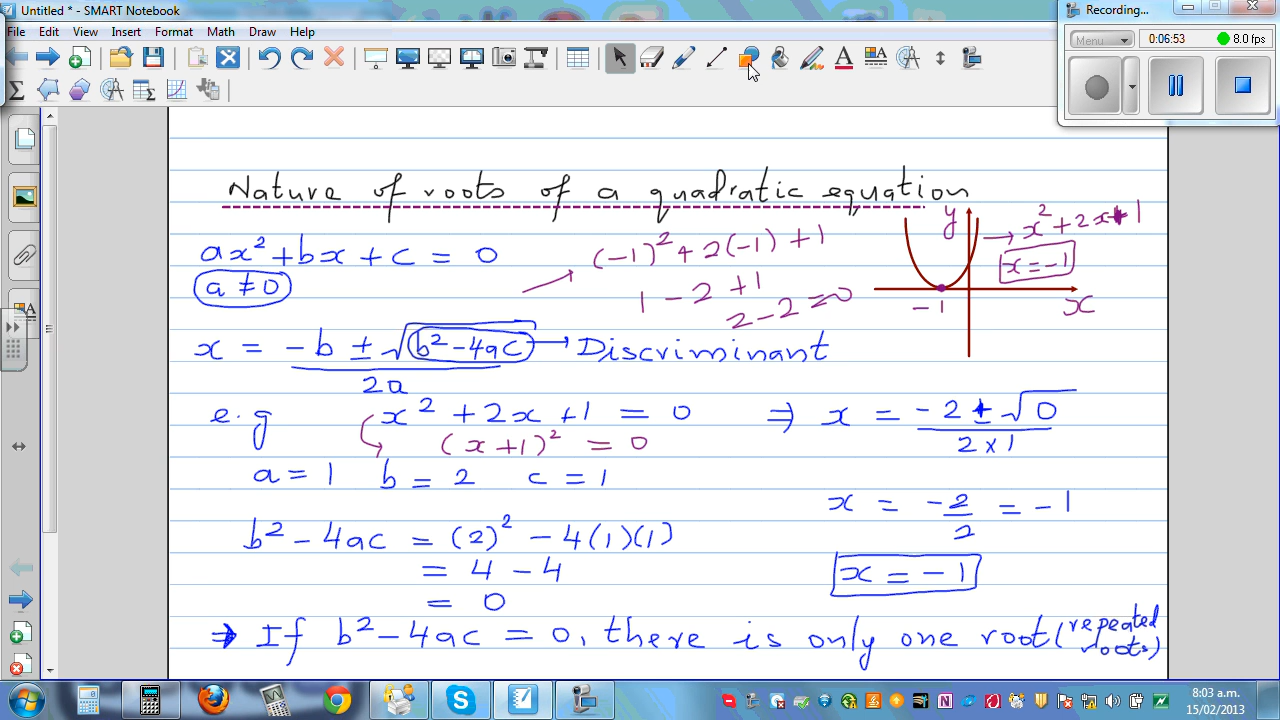 Untitled * - SMART Notebook
Recording...
File Edit View Insert Format Math Draw Help
Menu 00:06:53 8.0 fps
Nature of roots of a quadratic equation
ax² + bx + c = 0
a ≠ 0
(-1)² + 2(-1) + 1
1 - 2 + 1
2 - 2 = 0
y
→ x² + 2x + 1
x = -1
-1
x
x = -b ± √(b² - 4ac) / 2a → Discriminant
e.g x² + 2x + 1 = 0
(x + 1)² = 0
a = 1 b = 2 c = 1
b² - 4ac = (2)² - 4(1)(1)
= 4 - 4
= 0
⇒ x = -2 ± √0 / 2 × 1
x = -2/2 = -1
x = -1
→ If b² - 4ac = 0, there is only one root (repeated roots)
8:03 a.m.
15/02/2013